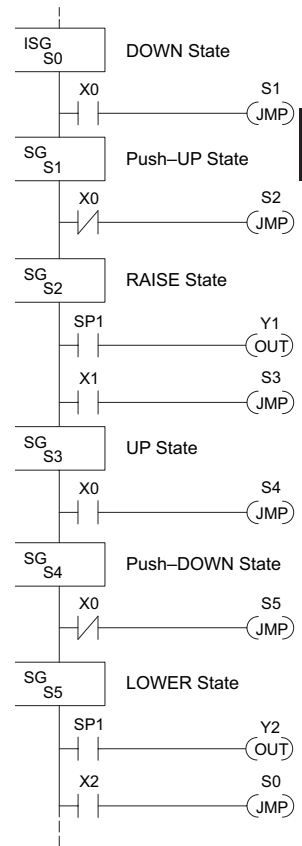 ISG
S0
DOWN State
X0
S1
JMP
SG
S1
Push–UP State
X0
S2
JMP
SG
S2
RAISE State
SP1
Y1
OUT
X1
S3
JMP
SG
S3
UP State
X0
S4
JMP
SG
S4
Push–DOWN State
X0
S5
JMP
SG
S5
LOWER State
SP1
Y2
OUT
X2
S0
JMP